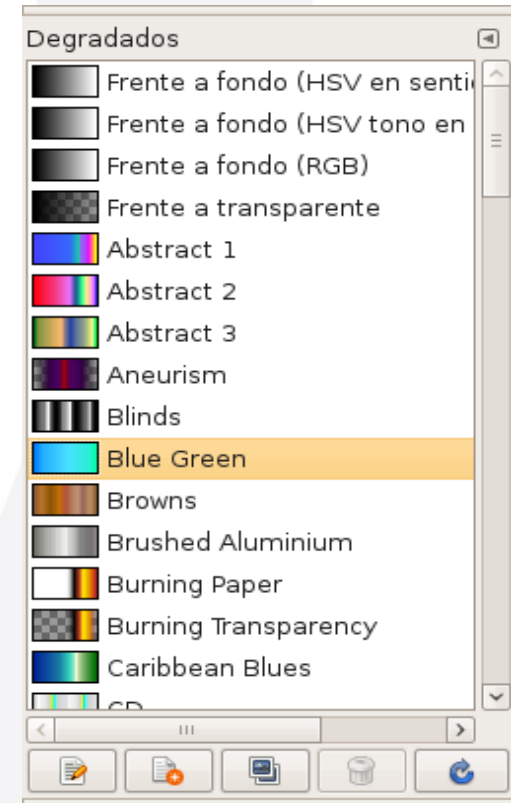 Degradados
Frente a fondo (HSV en senti
Frente a fondo (HSV tono en
Frente a fondo (RGB)
Frente a transparente
Abstract 1
Abstract 2
Abstract 3
Aneurism
Blinds
Blue Green
Browns
Brushed Aluminium
Burning Paper
Burning Transparency
Caribbean Blues
CD